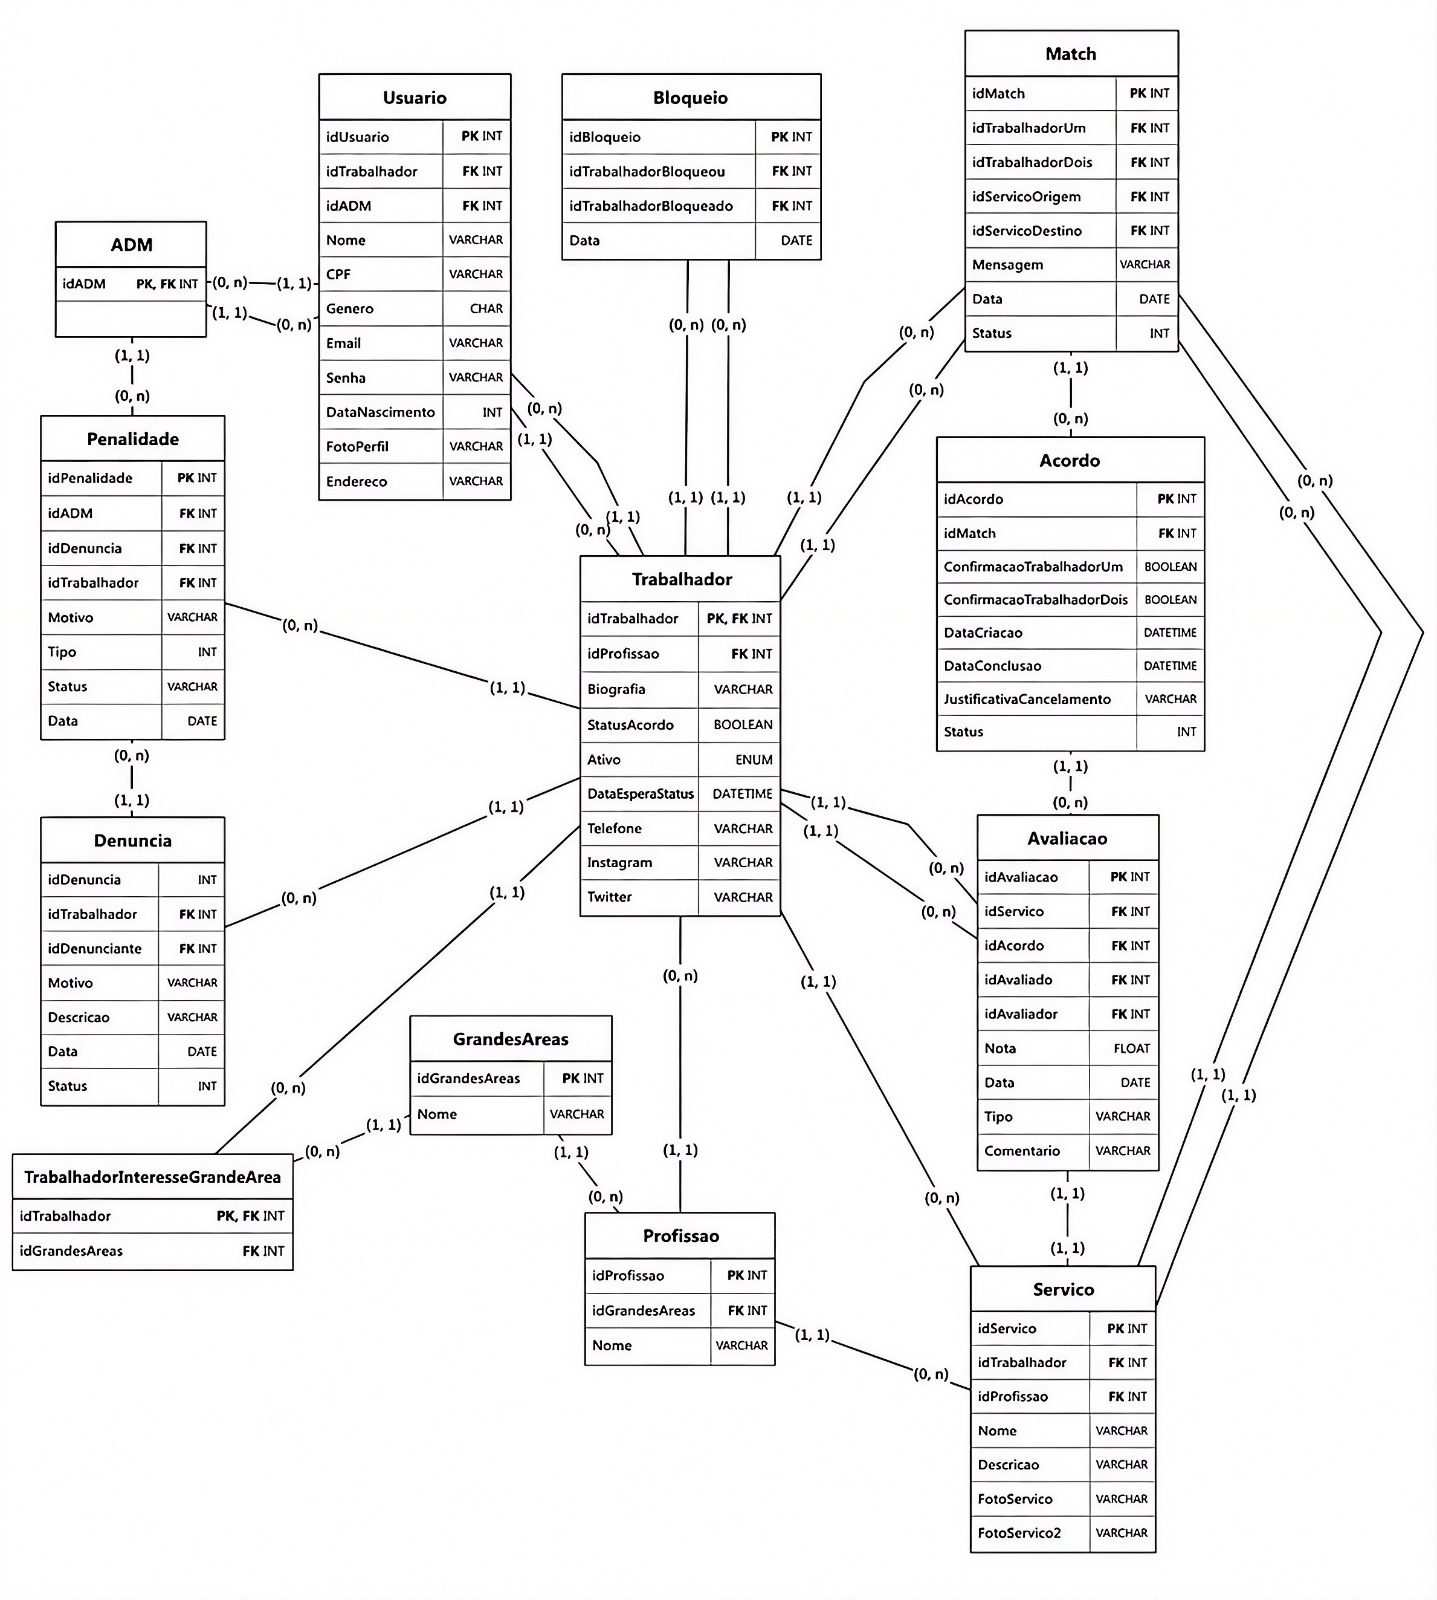 Match
idMatch PK INT
idTrabalhadorUm FK INT
idTrabalhadorDois FK INT
idServicoOrigem FK INT
idServicoDestino FK INT
Mensagem VARCHAR
Data DATE
Status INT
Usuario
idUsuario PK INT
idTrabalhador FK INT
idADM FK INT
Nome VARCHAR
CPF VARCHAR
Genero CHAR
Email VARCHAR
Senha VARCHAR
DataNascimento INT
FotoPerfil VARCHAR
Endereco VARCHAR
Bloqueio
idBloqueio PK INT
idTrabalhadorBloqueou FK INT
idTrabalhadorBloqueado FK INT
Data DATE
ADM
idADM PK, FK INT
(0, n) (1, 1)
(1, 1) (0, n)
(1, 1)
(0, n)
(0, n) (0, n)
(1, 1) (1, 1)
(0, n)
(0, n)
(1, 1)
(1, 1)
(1, 1)
(0, n)
(0, n)
(0, n)
(0, n)
(1, 1)
(0, n)
(1, 1)
Penalidade
idPenalidade PK INT
idADM FK INT
idDenuncia FK INT
idTrabalhador FK INT
Motivo VARCHAR
Tipo INT
Status VARCHAR
Data DATE
Acordo
idAcordo PK INT
idMatch FK INT
ConfirmacaoTrabalhadorUm BOOLEAN
ConfirmacaoTrabalhadorDois BOOLEAN
DataCriacao DATETIME
DataConclusao DATETIME
JustificativaCancelamento VARCHAR
Status INT
Trabalhador
idTrabalhador PK, FK INT
idProfissao FK INT
Biografia VARCHAR
StatusAcordo BOOLEAN
Ativo ENUM
DataEsperaStatus DATETIME
Telefone VARCHAR
Instagram VARCHAR
Twitter VARCHAR
(0, n)
(1, 1)
(0, n)
(1, 1)
(1, 1)
(0, n)
(1, 1)
(0, n)
(1, 1)
(1, 1)
(0, n)
(0, n)
(1, 1)
(0, n)
Denuncia
idDenuncia INT
idTrabalhador FK INT
idDenunciante FK INT
Motivo VARCHAR
Descricao VARCHAR
Data DATE
Status INT
Avaliacao
idAvaliacao PK INT
idServico FK INT
idAcordo FK INT
idAvaliado FK INT
idAvaliador FK INT
Nota FLOAT
Data DATE
Tipo VARCHAR
Comentario VARCHAR
(0, n)
(1, 1)
(1, 1)
(0, n)
(1, 1)
(1, 1)
GrandesAreas
idGrandesAreas PK INT
Nome VARCHAR
(0, n) (1, 1)
(1, 1)
(0, n)
(1, 1)
(1, 1)
TrabalhadorInteresseGrandeArea
idTrabalhador PK, FK INT
idGrandesAreas FK INT
Profissao
idProfissao PK INT
idGrandesAreas FK INT
Nome VARCHAR
(1, 1)
(0, n)
Servico
idServico PK INT
idTrabalhador FK INT
idProfissao FK INT
Nome VARCHAR
Descricao VARCHAR
FotoServico VARCHAR
FotoServico2 VARCHAR